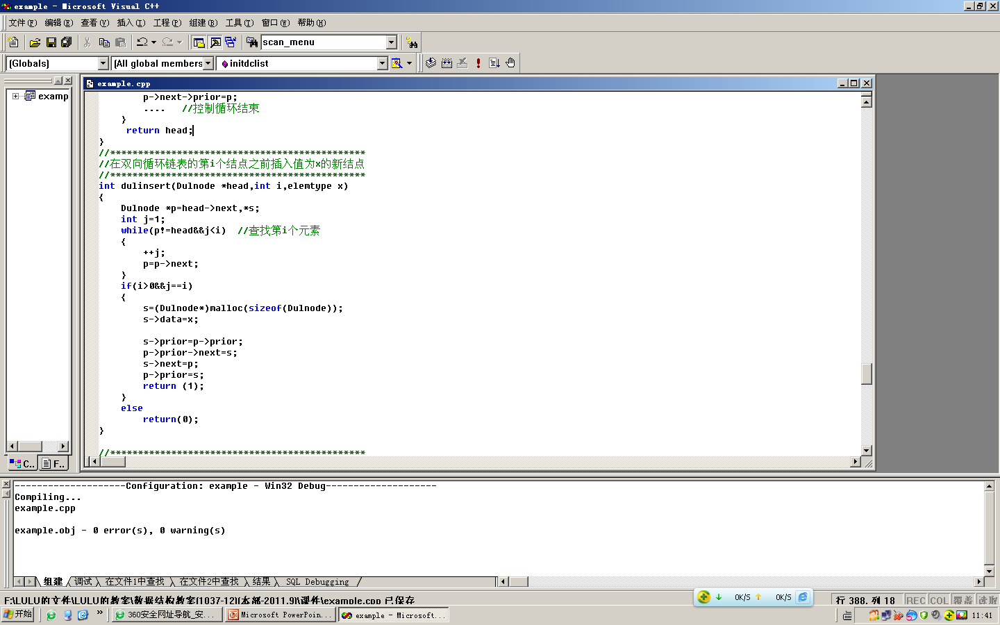 example - Microsoft Visual C++
文件(F) 编辑(E) 查看(V) 插入(I) 工程(P) 组建(B) 工具(T) 窗口(W) 帮助(H)
scan_menu
(Globals) (All global members initdclist
examp
C.. F..
example.cpp
p->next->prior=p;
.... //控制循环结束
}
return head;
}
//**********************************************
//在双向循环链表的第i个结点之前插入值为x的新结点
//**********************************************
int dulinsert(Dulnode *head,int i,elemtype x)
{
Dulnode *p=head->next,*s;
int j=1;
while(p!=head&&j<i) //查找第i个元素
{
++j;
p=p->next;
}
if(i>0&&j==i)
{
s=(Dulnode*)malloc(sizeof(Dulnode));
s->data=x;
s->prior=p->prior;
p->prior->next=s;
s->next=p;
p->prior=s;
return (1);
}
else
return(0);
}
//**********************************************
--------------------Configuration: example - Win32 Debug--------------------
Compiling...
example.cpp
example.obj - 0 error(s), 0 warning(s)
组建 调试 在文件1中查找 在文件2中查找 结果 SQL Debugging
F:\LULU的文件\LULU的教案\数据结构教案(1037-12)(本部-2011.9)\课件\example.cpp 已保存
0K/S 0K/S
行 388, 列 18 REC COL 覆盖 读取
开始 360安全网址导航_安... Microsoft PowerPoin... example - Microsoft... 11:41